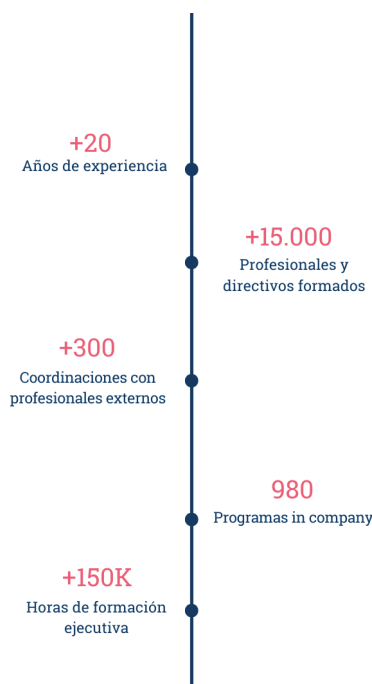 +20
Años de experiencia
+15.000
Profesionales y
directivos formados
+300
Coordinaciones con
profesionales externos
980
Programas in company
+150K
Horas de formación
ejecutiva